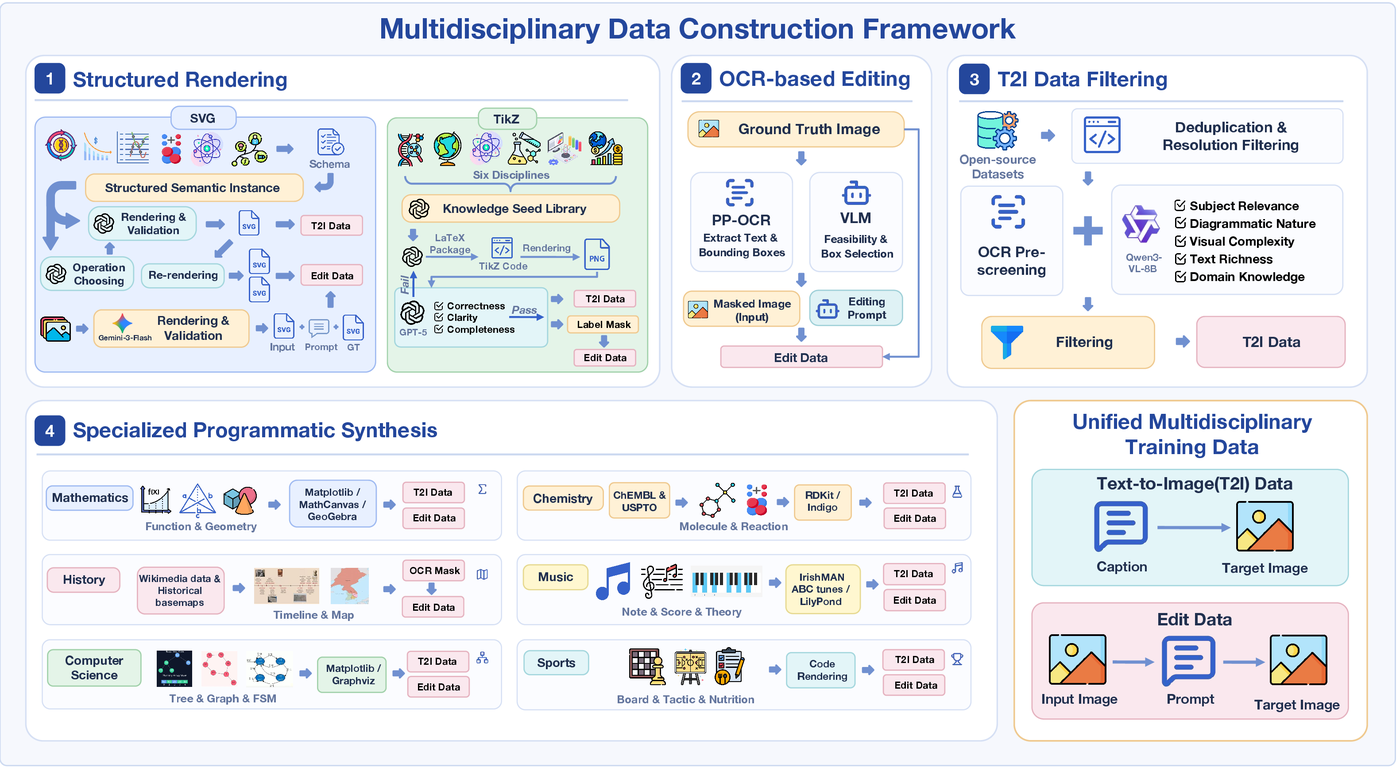 Multidisciplinary Data Construction Framework
1 Structured Rendering
SVG
Schema
Structured Semantic Instance
Rendering &
Validation
SVG
T2I Data
Operation
Choosing
Re-rendering
SVG
SVG
Edit Data
Gemini-3-Flash
Rendering &
Validation
SVG
+
+
SVG
Input
Prompt
GT
TikZ
Six Disciplines
Knowledge Seed Library
LaTeX
Package
TikZ Code
Rendering
PNG
Fail
GPT-5
Correctness
Clarity
Completeness
Pass
T2I Data
Label Mask
Edit Data
2 OCR-based Editing
Ground Truth Image
PP-OCR
Extract Text &
Bounding Boxes
VLM
Feasibility &
Box Selection
Masked Image
(Input)
Editing
Prompt
Edit Data
3 T2I Data Filtering
Open-source
Datasets
Deduplication &
Resolution Filtering
OCR Pre-
screening
Qwen3-
VL-8B
Subject Relevance
Diagrammatic Nature
Visual Complexity
Text Richness
Domain Knowledge
Filtering
T2I Data
4 Specialized Programmatic Synthesis
Mathematics
f(x)
a
b
c
Function & Geometry
Matplotlib /
MathCanvas /
GeoGebra
T2I Data
Edit Data
Σ
Chemistry
ChEMBL &
USPTO
Molecule & Reaction
RDKit /
Indigo
T2I Data
Edit Data
History
Wikimedia data &
Historical
basemaps
Timeline & Map
OCR Mask
Edit Data
Music
Note & Score & Theory
IrishMAN
ABC tunes /
LilyPond
T2I Data
Edit Data
Computer
Science
Tree & Graph & FSM
Matplotlib /
Graphviz
T2I Data
Edit Data
Sports
Board & Tactic & Nutrition
Code
Rendering
T2I Data
Edit Data
Unified Multidisciplinary
Training Data
Text-to-Image(T2I) Data
Caption
Target Image
Edit Data
Input Image
Prompt
Target Image